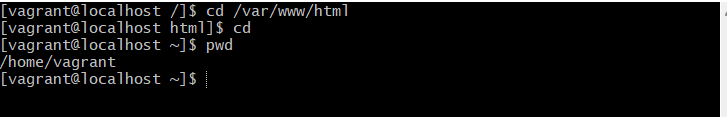 [vagrant@localhost /]$ cd /var/www/html
[vagrant@localhost html]$ cd
[vagrant@localhost ~]$ pwd
/home/vagrant
[vagrant@localhost ~]$